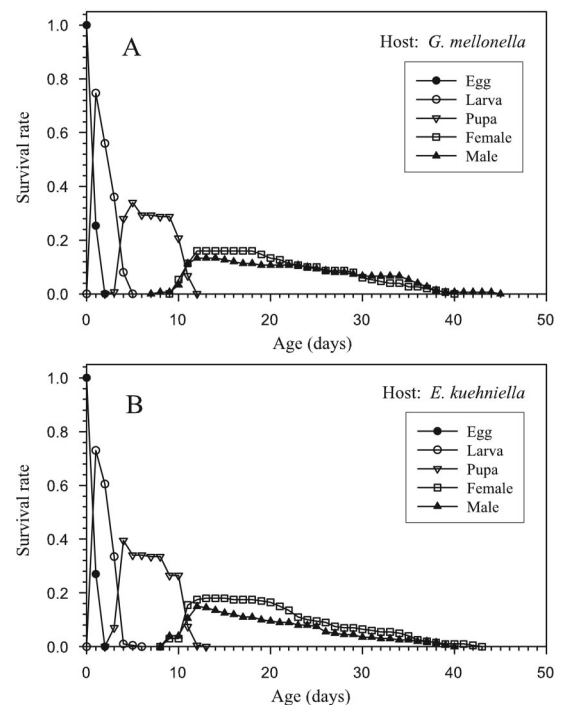 A
Host: G. mellonella
Egg
Larva
Pupa
Female
Male
Survival rate
1.0
0.8
0.6
0.4
0.2
0.0
0 10 20 30 40 50
Age (days)
B
Host: E. kuehniella
Egg
Larva
Pupa
Female
Male
Survival rate
1.0
0.8
0.6
0.4
0.2
0.0
0 10 20 30 40 50
Age (days)